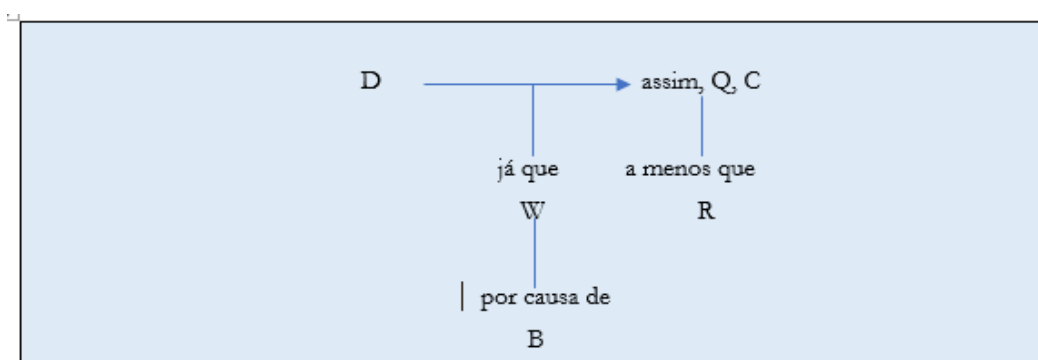 D assim, Q, C
já que a menos que
W R
por causa de
B